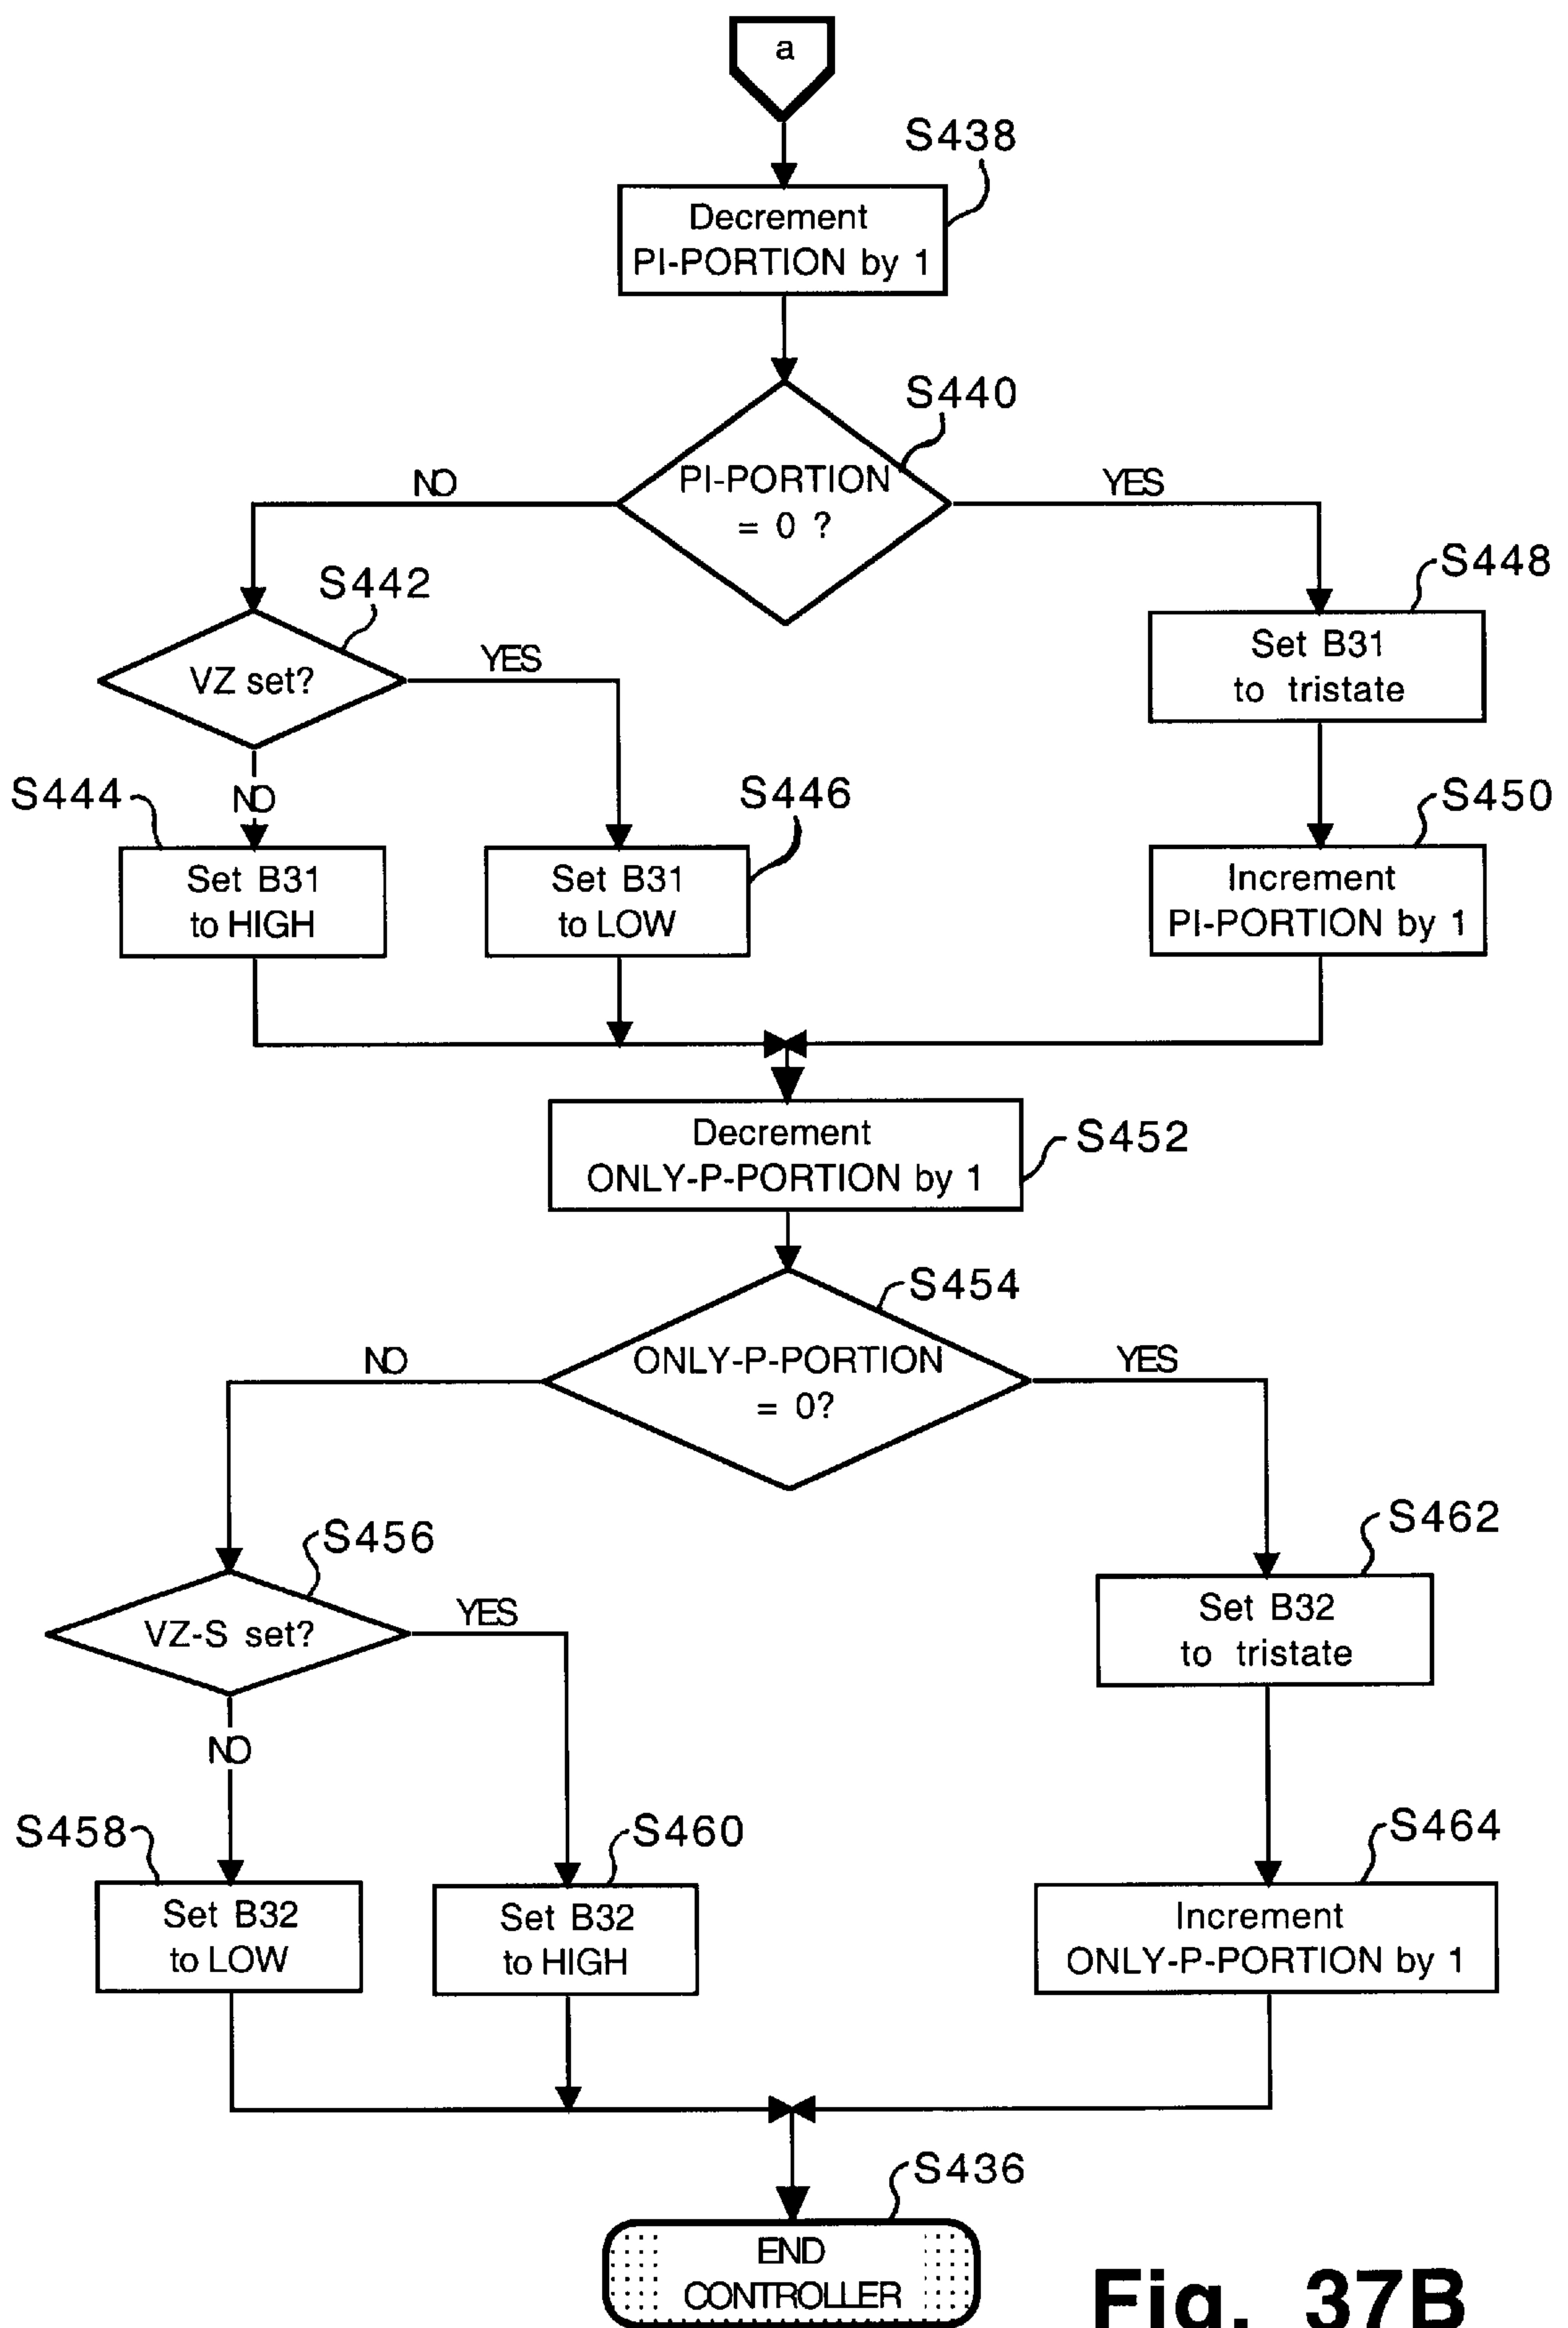 a
S438
Decrement
PI-PORTION by 1
S440
PI-PORTION
= 0 ?
NO
YES
S442
VZ set?
YES
NO
S448
Set B31
to tristate
S444
Set B31
to HIGH
S446
Set B31
to LOW
S450
Increment
PI-PORTION by 1
Decrement
ONLY-P-PORTION by 1
S452
S454
ONLY-P-PORTION
= 0?
NO
YES
S456
VZ-S set?
YES
NO
S462
Set B32
to tristate
S458
Set B32
to LOW
S460
Set B32
to HIGH
S464
Increment
ONLY-P-PORTION by 1
S436
END
CONTROLLER
Fig. 37B